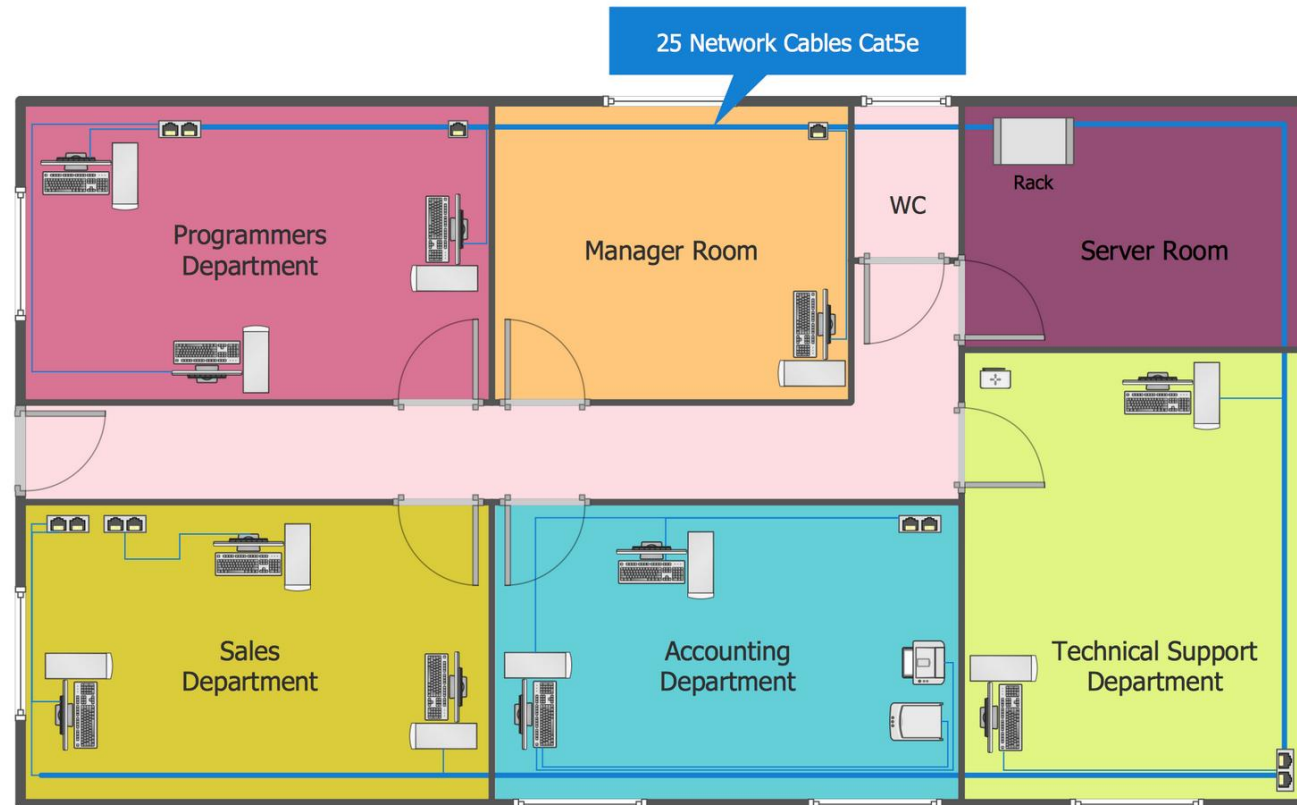 25 Network Cables Cat5e
Programmers
Department
Manager Room
WC
Rack
Server Room
Sales
Department
Accounting
Department
Technical Support
Department